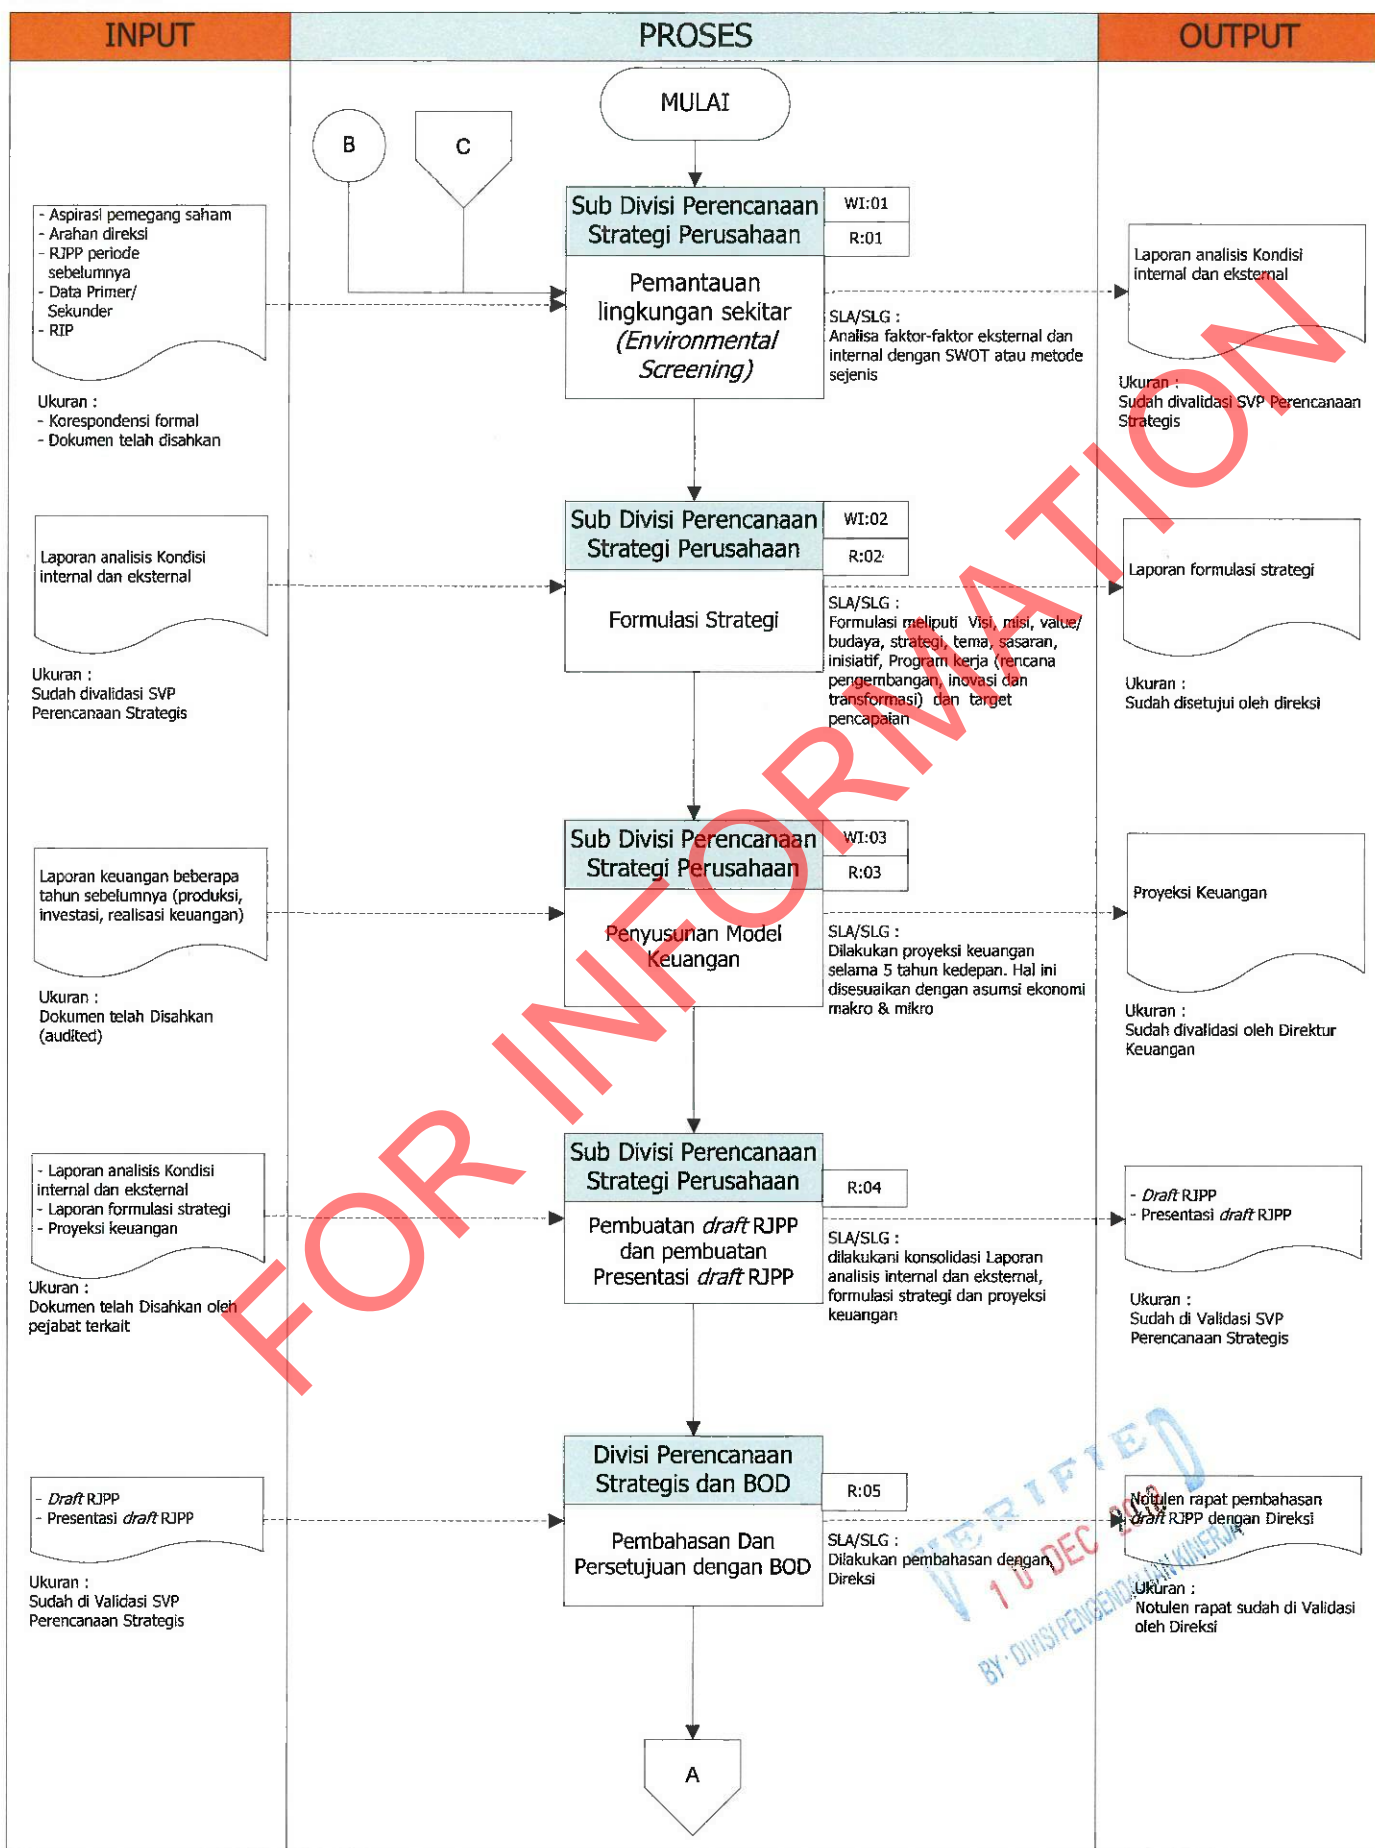 INPUT
PROSES
OUTPUT
MULAI
B
C
- Aspirasi pemegang saham
- Arahan direksi
- RJPP periode
sebelumnya
- Data Primer/
Sekunder
- RIP
Ukuran :
- Korespondensi formal
- Dokumen telah disahkan
Sub Divisi Perencanaan
Strategi Perusahaan
WI:01
R:01
Pemantauan
lingkungan sekitar
(Environmental
Screening)
SLA/SLG :
Analisa faktor-faktor eksternal dan
internal dengan SWOT atau metode
sejenis
Laporan analisis Kondisi
internal dan eksternal
Ukuran :
Sudah divalidasi SVP Perencanaan
Strategis
Laporan analisis Kondisi
internal dan eksternal
Ukuran :
Sudah divalidasi SVP
Perencanaan Strategis
Sub Divisi Perencanaan
Strategi Perusahaan
WI:02
R:02
Formulasi Strategi
SLA/SLG :
Formulasi meliputi Visi, misi, value/
budaya, strategi, tema, sasaran,
inisiatif, Program kerja (rencana
pengembangan, inovasi dan
transformasi) dan target
pencapaian
Laporan formulasi strategi
Ukuran :
Sudah disetujui oleh direksi
Laporan keuangan beberapa
tahun sebelumnya (produksi,
investasi, realisasi keuangan)
Ukuran :
Dokumen telah Disahkan
(audited)
Sub Divisi Perencanaan
Strategi Perusahaan
WI:03
R:03
Penyusunan Model
Keuangan
SLA/SLG :
Dilakukan proyeksi keuangan
selama 5 tahun kedepan. Hal ini
disesuaikan dengan asumsi ekonomi
makro & mikro
Proyeksi Keuangan
Ukuran :
Sudah divalidasi oleh Direktur
Keuangan
- Laporan analisis Kondisi
internal dan eksternal
- Laporan formulasi strategi
- Proyeksi keuangan
Ukuran :
Dokumen telah Disahkan oleh
pejabat terkait
Sub Divisi Perencanaan
Strategi Perusahaan
R:04
Pembuatan draft RJPP
dan pembuatan
Presentasi draft RJPP
SLA/SLG :
dilakukani konsolidasi Laporan
analisis internal dan eksternal,
formulasi strategi dan proyeksi
keuangan
- Draft RJPP
- Presentasi draft RJPP
Ukuran :
Sudah di Validasi SVP
Perencanaan Strategis
- Draft RJPP
- Presentasi draft RJPP
Ukuran :
Sudah di Validasi SVP
Perencanaan Strategis
Divisi Perencanaan
Strategis dan BOD
R:05
Pembahasan Dan
Persetujuan dengan BOD
SLA/SLG :
Dilakukan pembahasan dengan
Direksi
Notulen rapat pembahasan
draft RJPP dengan Direksi
Ukuran :
Notulen rapat sudah di Validasi
oleh Direksi
A
FOR INFORMATION
VERIFIED
10 DEC
BY : DIVISI PENGENDALIAN KINERJA